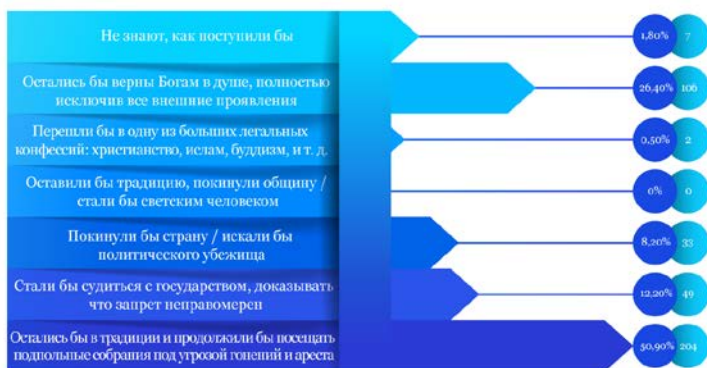 Не знают, как поступили бы
1,80% 7
Остались бы верны Богам в душе, полностью
исключив все внешние проявления
26,40% 106
Перешли бы в одну из больших легальных
конфессий: христианство, ислам, буддизм, и т. д.
0,50% 2
Оставили бы традицию, покинули общину /
стали бы светским человеком
0% 0
Покинули бы страну / искали бы
политического убежища
8,20% 33
Стали бы судиться с государством, доказывать
что запрет неправомерен
12,20% 49
Остались бы в традиции и продолжили бы посещать
подпольные собрания под угрозой гонений и ареста
50,90% 204